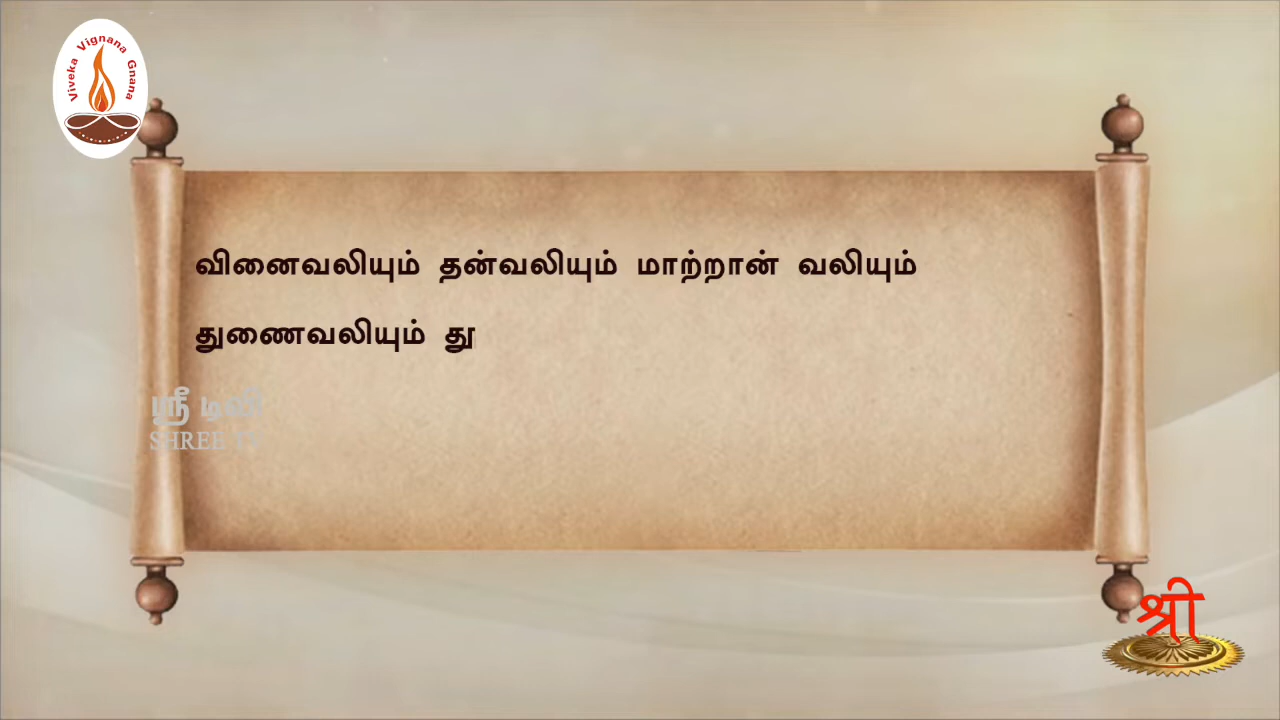 Viveka Vignana Gnana
வினைவலியும் தன்வலியும் மாற்றான் வலியும்
துணைவலியும் தூ
ஸ்ரீ டிவி
SHREE TV
श्री